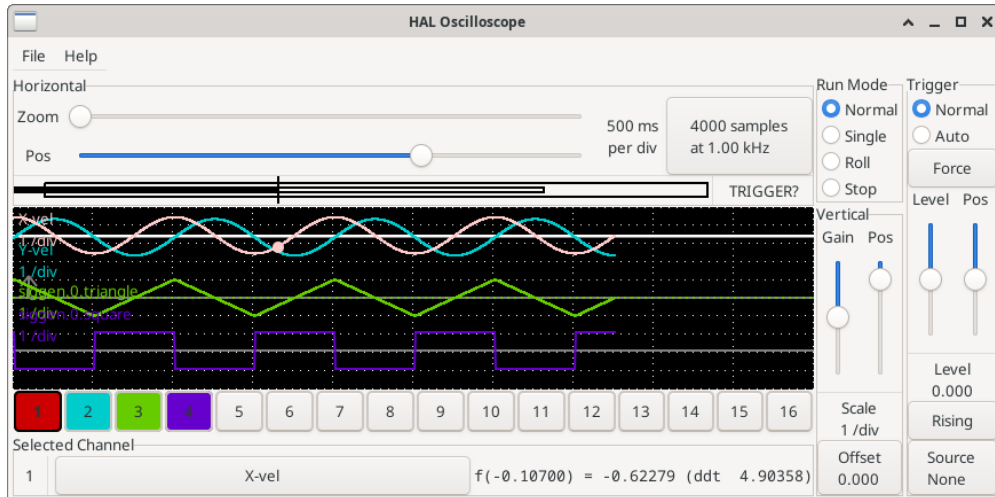 HAL Oscilloscope
File Help
Horizontal
Zoom
Pos
500 ms
per div
4000 samples
at 1.00 kHz
TRIGGER?
X-vel
1 /div
Y-vel
1 /div
siggen.0.triangle
1 /div
siggen.0.square
1 /div
1 2 3 4 5 6 7 8 9 10 11 12 13 14 15 16
Selected Channel
1 X-vel f(-0.10700) = -0.62279 (ddt 4.90358)
Run Mode
Normal
Single
Roll
Stop
Vertical
Gain Pos
Scale
1 /div
Offset
0.000
Trigger
Normal
Auto
Force
Level Pos
Level
0.000
Rising
Source
None